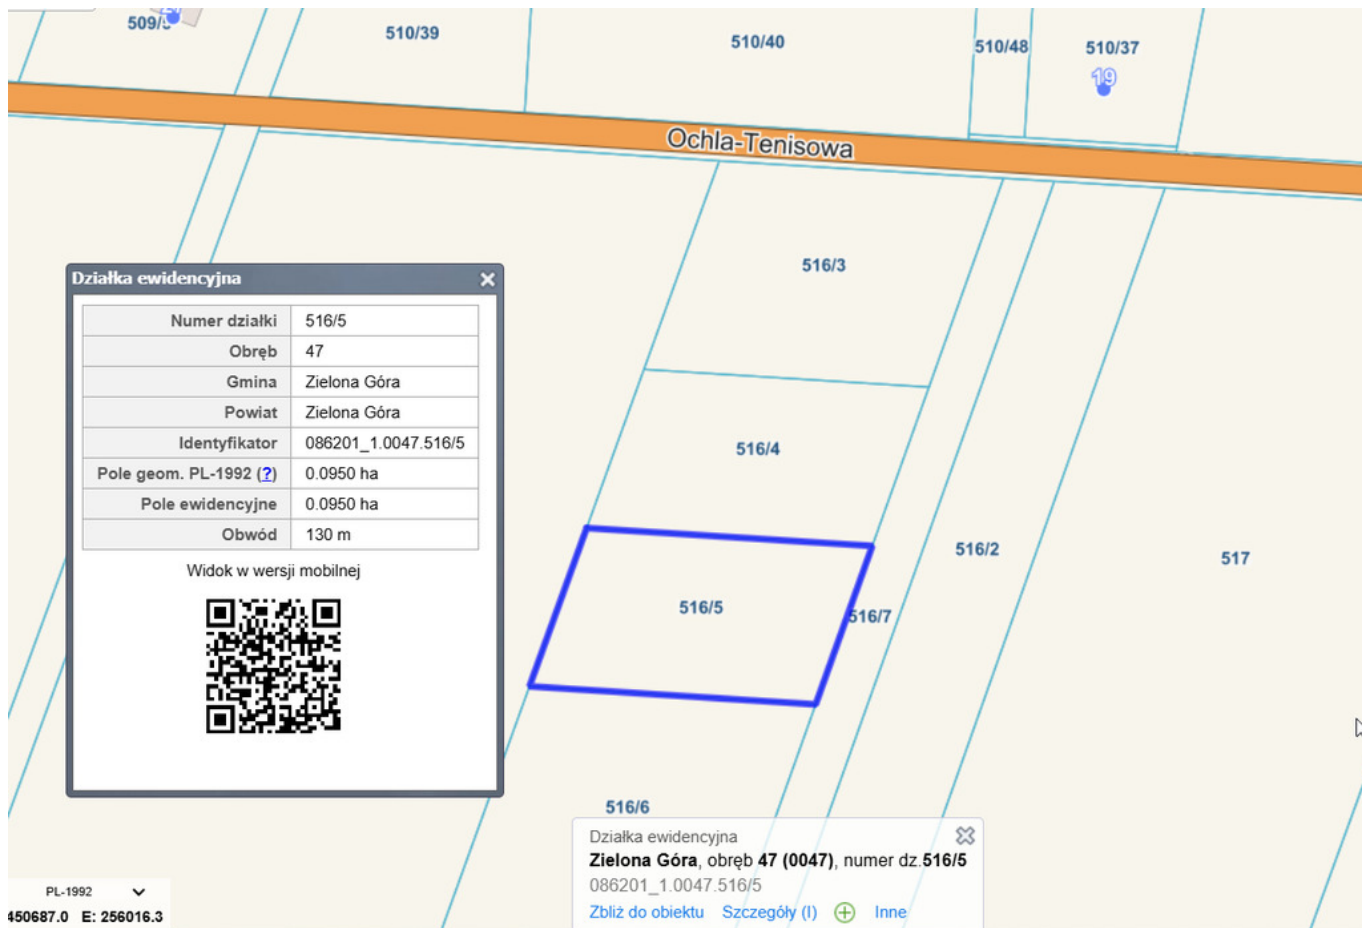 509/5
510/39
510/40
510/48
510/37
19
Ochla-Tenisowa
516/3
516/4
516/5
516/7
516/2
517
516/6
Działka ewidencyjna
Numer działki 516/5
Obręb 47
Gmina Zielona Góra
Powiat Zielona Góra
Identyfikator 086201_1.0047.516/5
Pole geom. PL-1992 (?) 0.0950 ha
Pole ewidencyjne 0.0950 ha
Obwód 130 m
Widok w wersji mobilnej
Działka ewidencyjna
Zielona Góra, obręb 47 (0047), numer dz.516/5
086201_1.0047.516/5
Zbliż do obiektu Szczegóły (I) Inne
PL-1992
450687.0 E: 256016.3